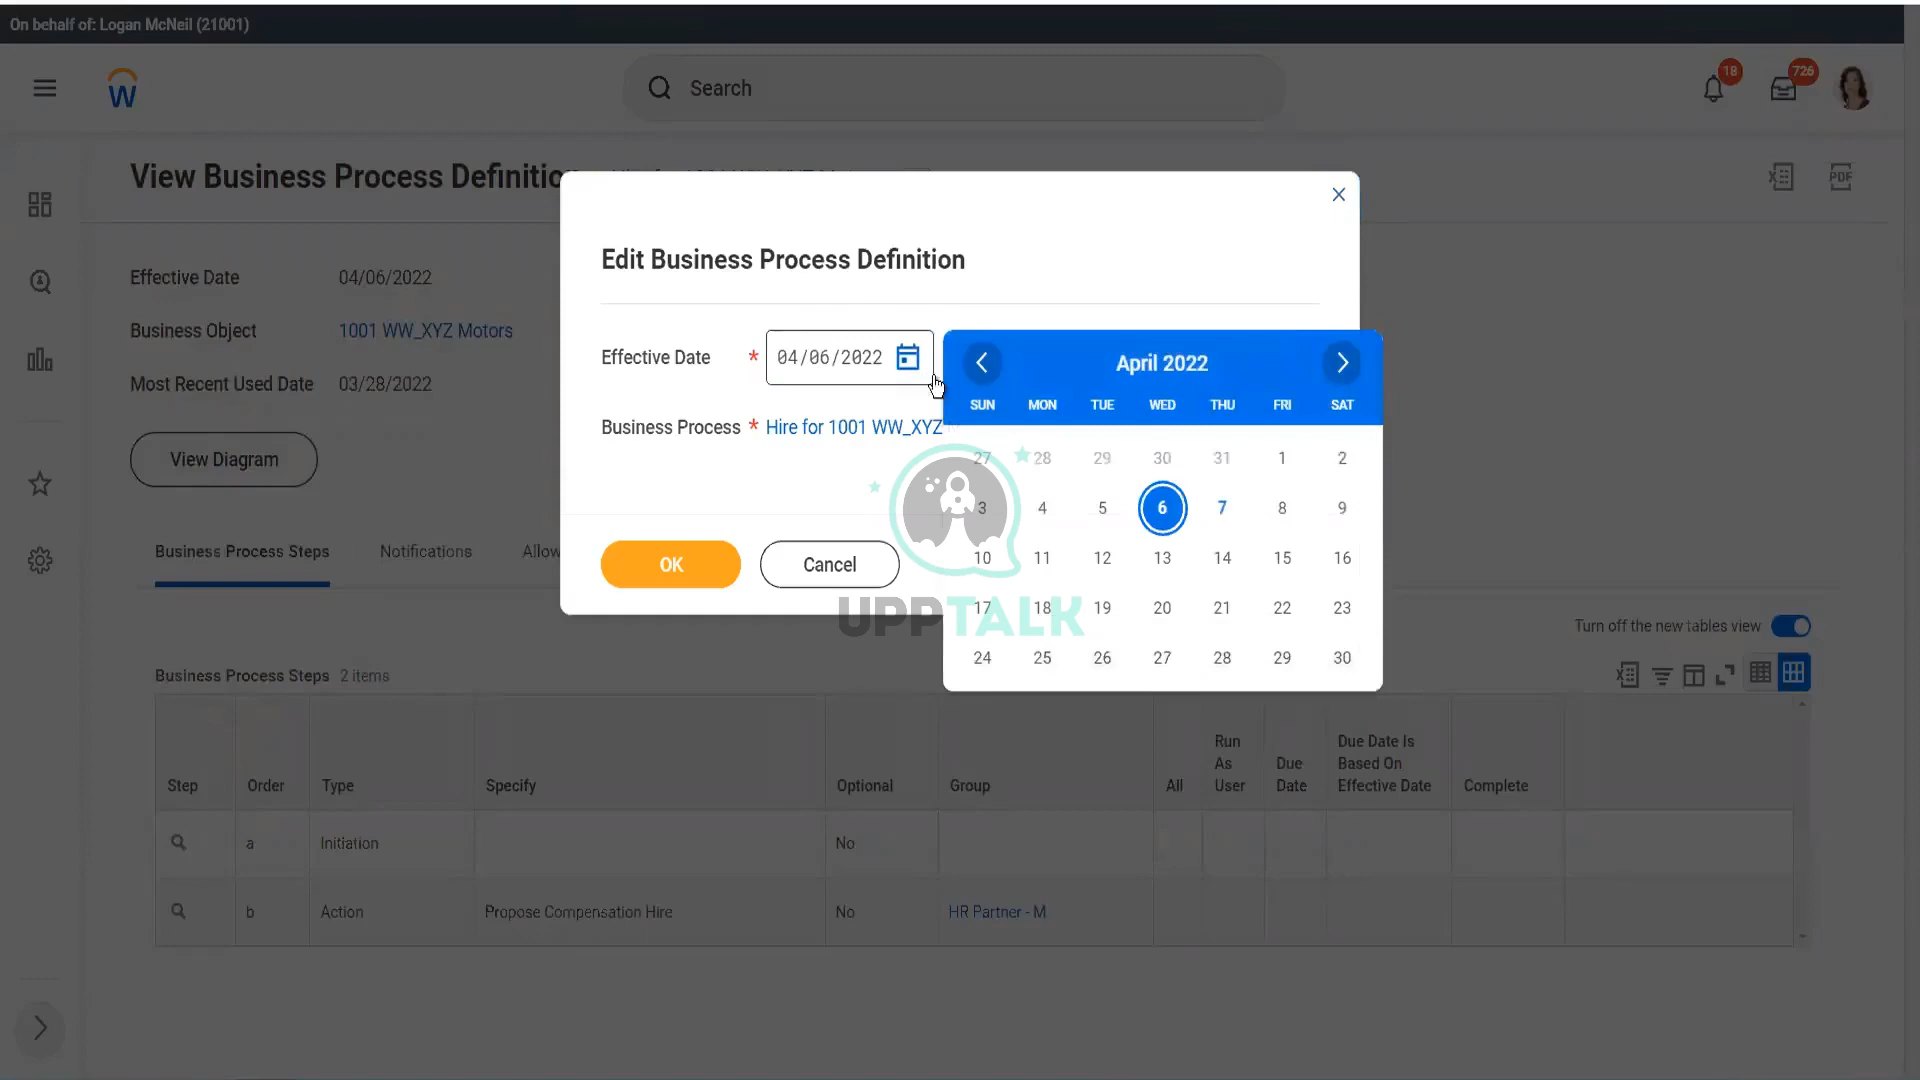 On behalf of: Logan McNeil (21001)
W
Search
18
726
View Business Process Definition
X
PDF
Effective Date 04/06/2022
Business Object 1001 WW_XYZ Motors
Most Recent Used Date 03/28/2022
View Diagram
Edit Business Process Definition
Effective Date * 04/06/2022
Business Process * Hire for 1001 WW_XYZ
OK
Cancel
April 2022
SUN MON TUE WED THU FRI SAT
27 28 29 30 31 1 2
3 4 5 6 7 8 9
10 11 12 13 14 15 16
17 18 19 20 21 22 23
24 25 26 27 28 29 30
UPPTALK
Business Process Steps
Notifications
Allow
Turn off the new tables view
Business Process Steps 2 items
X
Step Order Type Specify Optional Group All Run As User Due Date Due Date Is Based On Effective Date Complete
a Initiation No
b Action Propose Compensation Hire No HR Partner - M